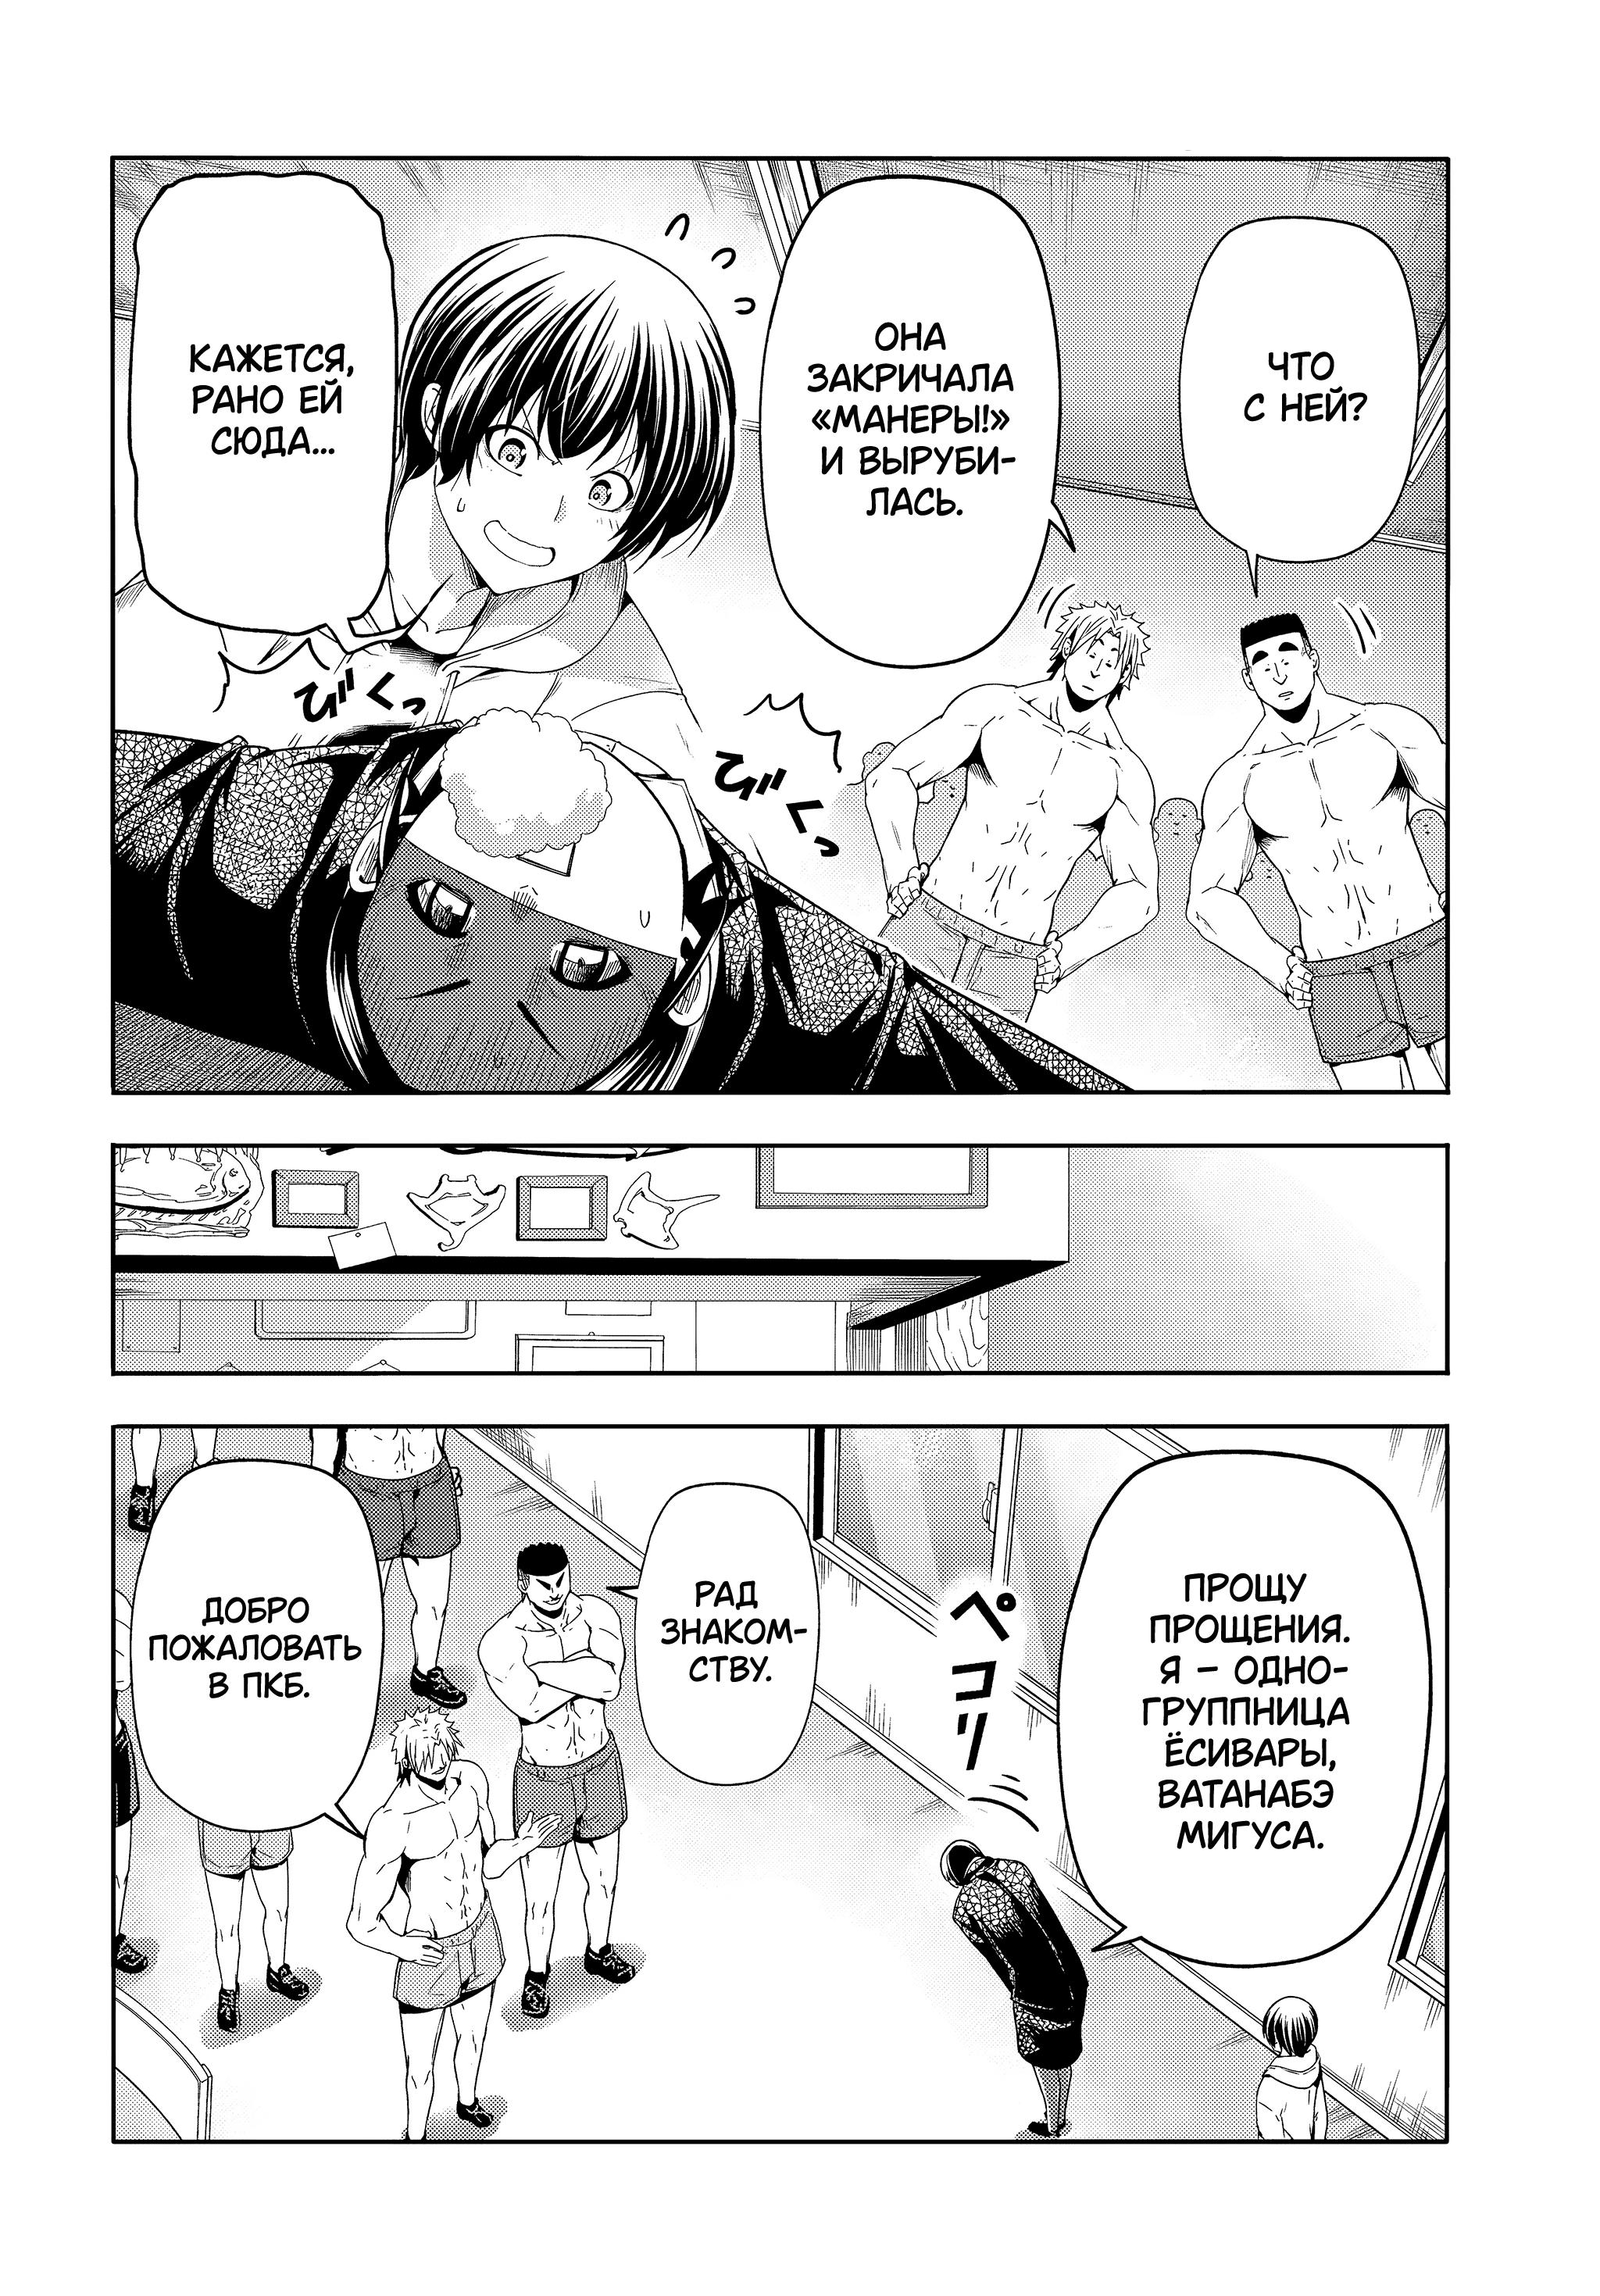 ЧТО
С НЕЙ?
ОНА
ЗАКРИЧАЛА
«МАНЕРЫ!»
И ВЫРУБИ-
ЛАСЬ.
КАЖЕТСЯ,
РАНО ЕЙ
СЮДА...
びくっ
びくっ
ПРОЩУ
ПРОЩЕНИЯ.
Я – ОДНО-
ГРУППНИЦА
ЁСИВАРЫ,
ВАТАНАБЭ
МИГУСА.
ペコリ
РАД
ЗНАКОМ-
СТВУ.
ДОБРО
ПОЖАЛОВАТЬ
В ПКБ.